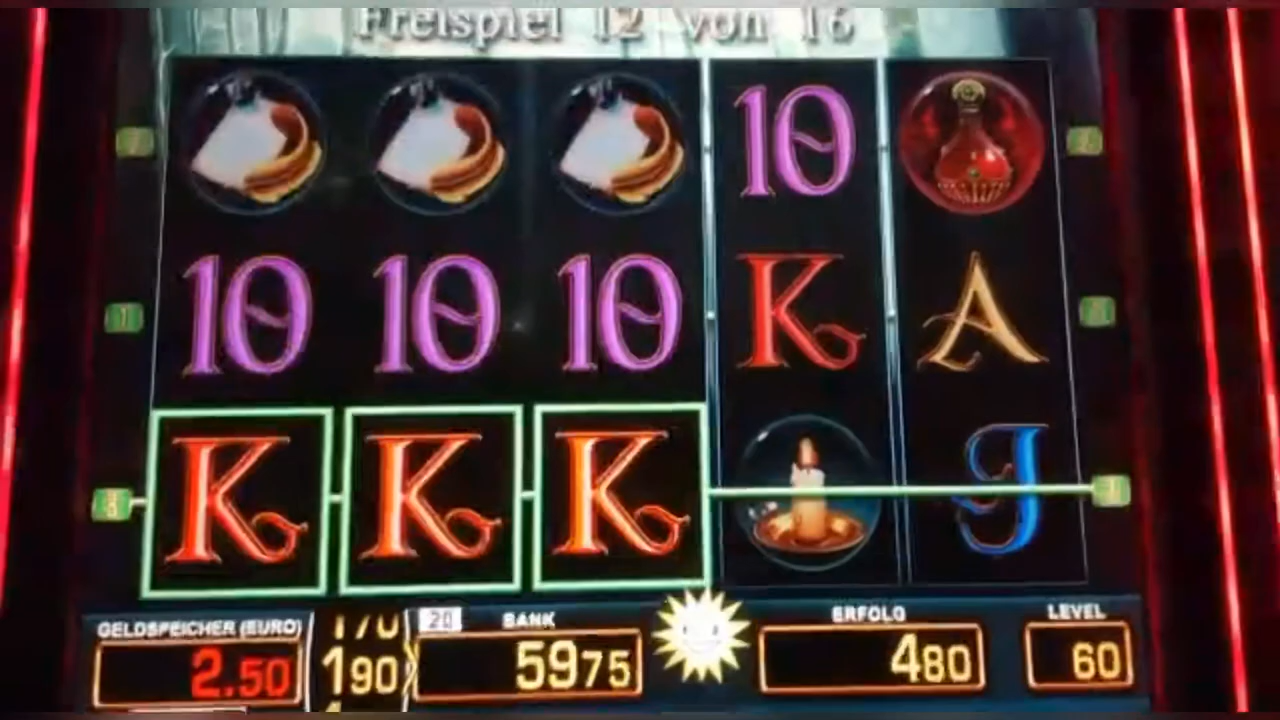 Freispiel 12 von 16
10
10 10 10 K A
K K K J
GELDSPEICHER (EURO) 170 20 BANK ERFOLG LEVEL
2.50 190 5975 480 60